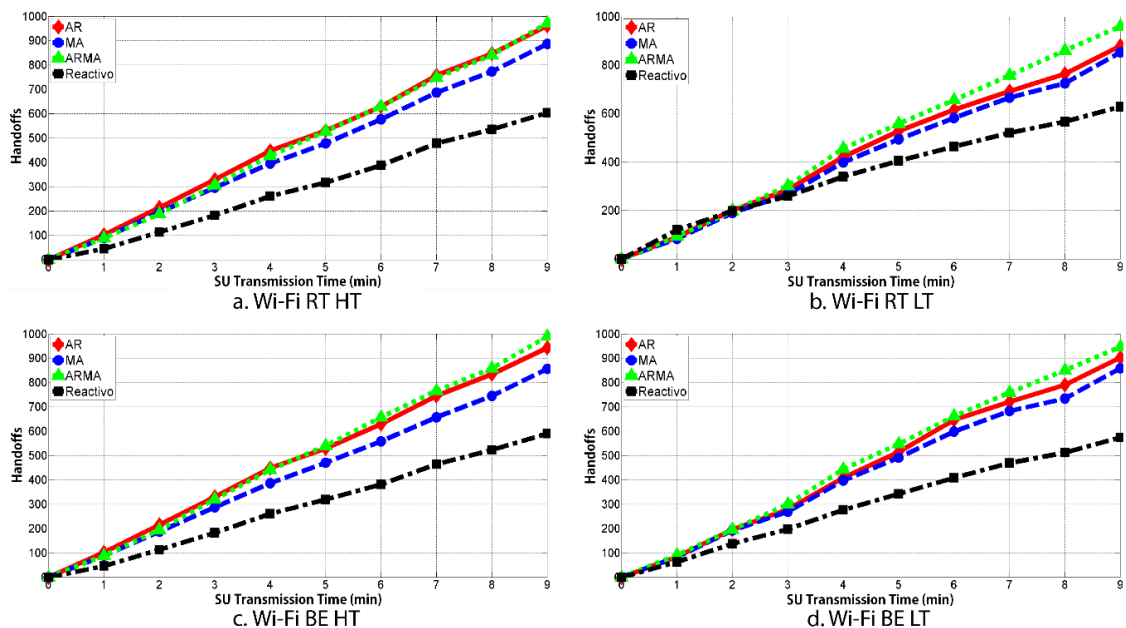 1000
900
800
700
600
500
400
300
200
100
0
Handoffs
AR
MA
ARMA
Reactivo
0 1 2 3 4 5 6 7 8 9
SU Transmission Time (min)
a. Wi-Fi RT HT
1000
800
600
400
200
0
Handoffs
AR
MA
ARMA
Reactivo
0 1 2 3 4 5 6 7 8 9
SU Transmission Time (min)
b. Wi-Fi RT LT
1000
900
800
700
600
500
400
300
200
100
0
Handoffs
AR
MA
ARMA
Reactivo
0 1 2 3 4 5 6 7 8 9
SU Transmission Time (min)
c. Wi-Fi BE HT
1000
900
800
700
600
500
400
300
200
100
0
Handoffs
AR
MA
ARMA
Reactivo
0 1 2 3 4 5 6 7 8 9
SU Transmission Time (min)
d. Wi-Fi BE LT